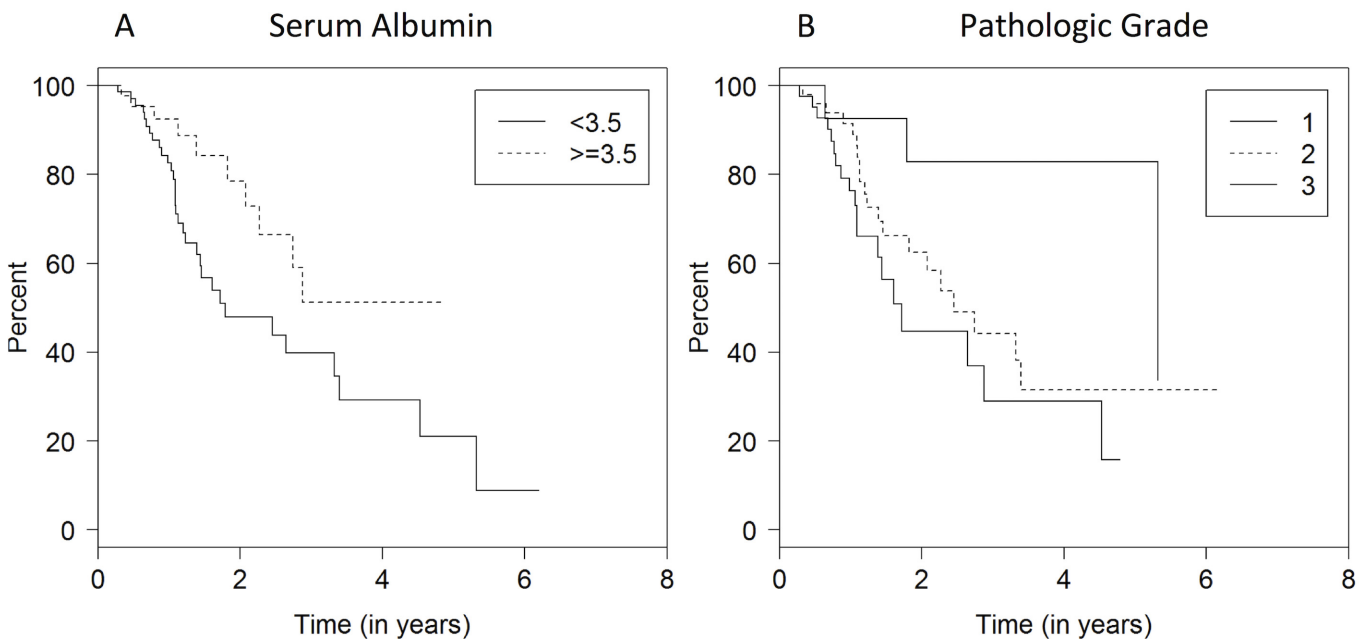 A Serum Albumin
B Pathologic Grade
Percent
100
80
60
40
20
0
0 2 4 6 8
Time (in years)
<3.5
>=3.5
Percent
100
80
60
40
20
0
0 2 4 6 8
Time (in years)
1
2
3